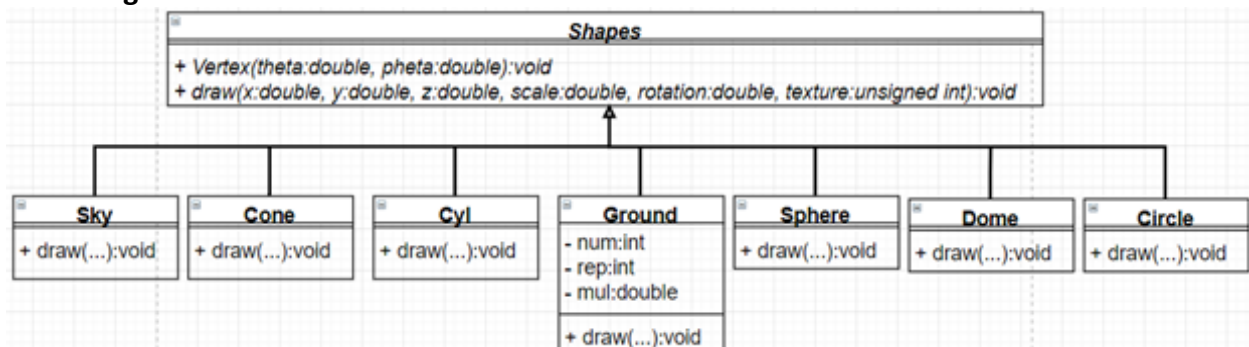 Shapes
+ Vertex(theta:double, pheta:double):void
+ draw(x:double, y:double, z:double, scale:double, rotation:double, texture:unsigned int):void
Sky
+ draw(...):void
Cone
+ draw(...):void
Cyl
+ draw(...):void
Ground
- num:int
- rep:int
- mul:double
+ draw(...):void
Sphere
+ draw(...):void
Dome
+ draw(...):void
Circle
+ draw(...):void